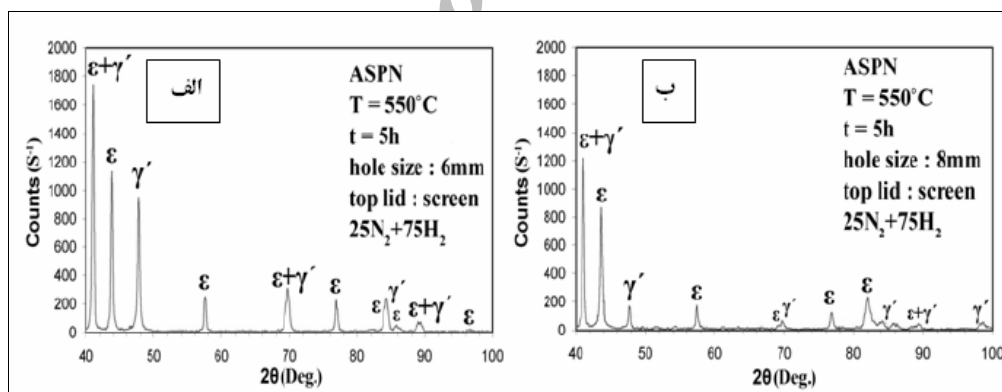 2000
1800
1600
1400
1200
1000
800
600
400
200
0
Counts (S⁻¹)
ε+γ´
ε
γ´
ε
ε+γ´
ε
ε
γ´
ε
ε+γ´
ε
الف
ASPN
T = 550°C
t = 5h
hole size : 6mm
top lid : screen
25N₂+75H₂
40 50 60 70 80 90 100
2θ(Deg.)
2000
1800
1600
1400
1200
1000
800
600
400
200
0
Counts (S⁻¹)
ε+γ´
ε
γ´
ε
ε
γ´
ε
ε
γ´
ε+γ´
γ´
ب
ASPN
T = 550°C
t = 5h
hole size : 8mm
top lid : screen
25N₂+75H₂
40 50 60 70 80 90 100
2θ(Deg.)